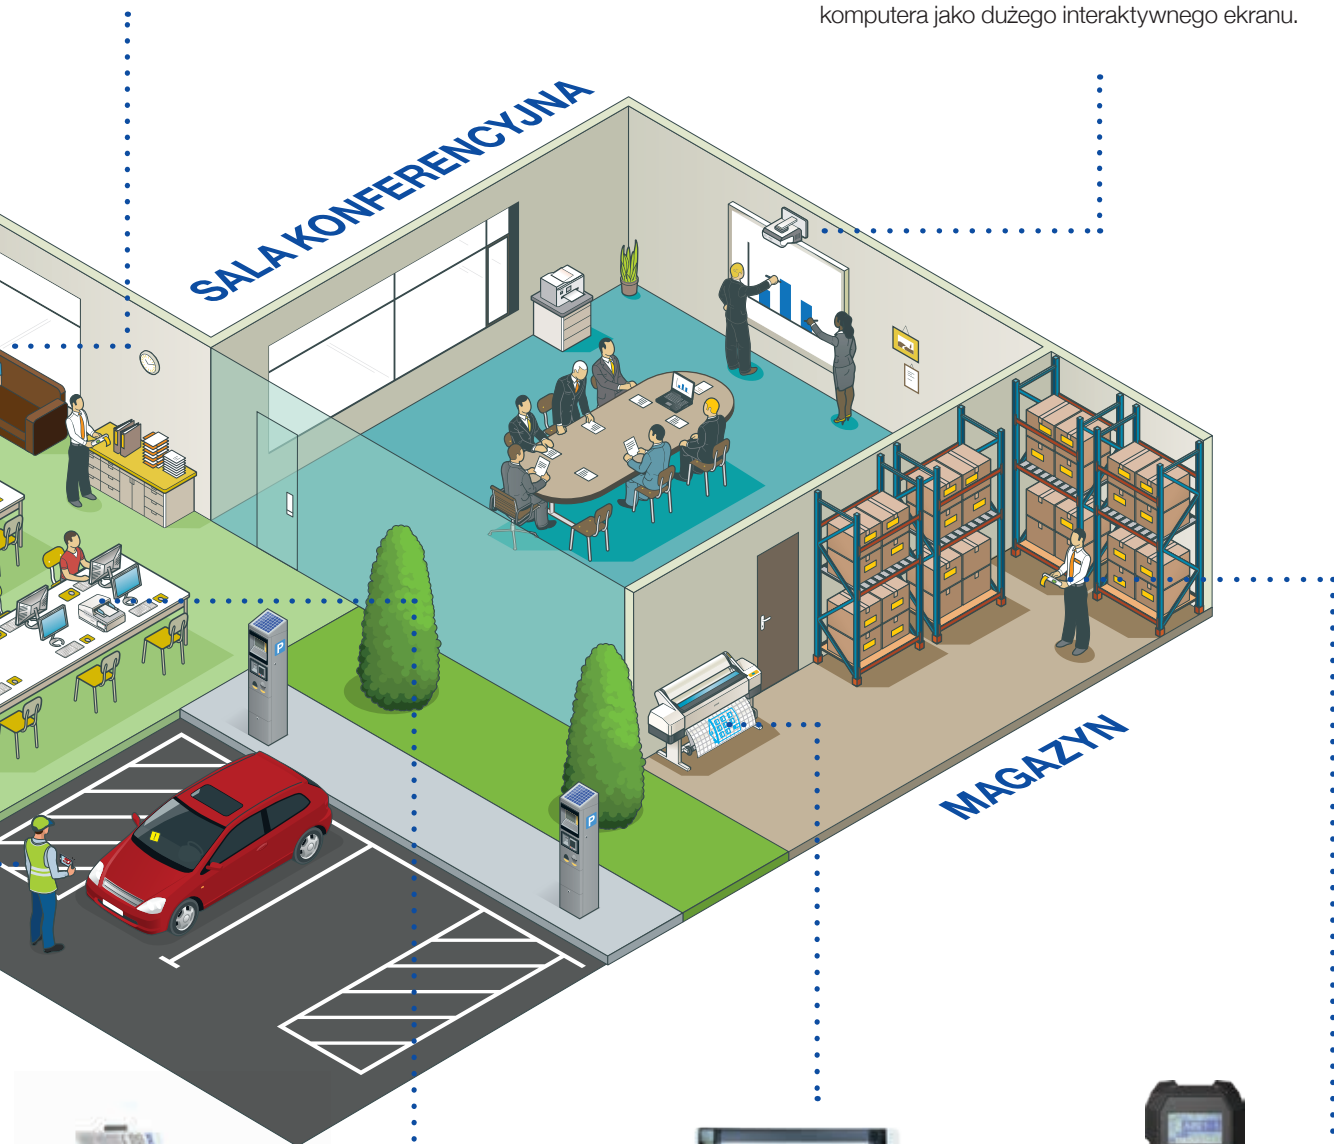 komputera jako dużego interaktywnego ekranu.
SALA KONFERENCYJNA
P
MAGAZYN
P